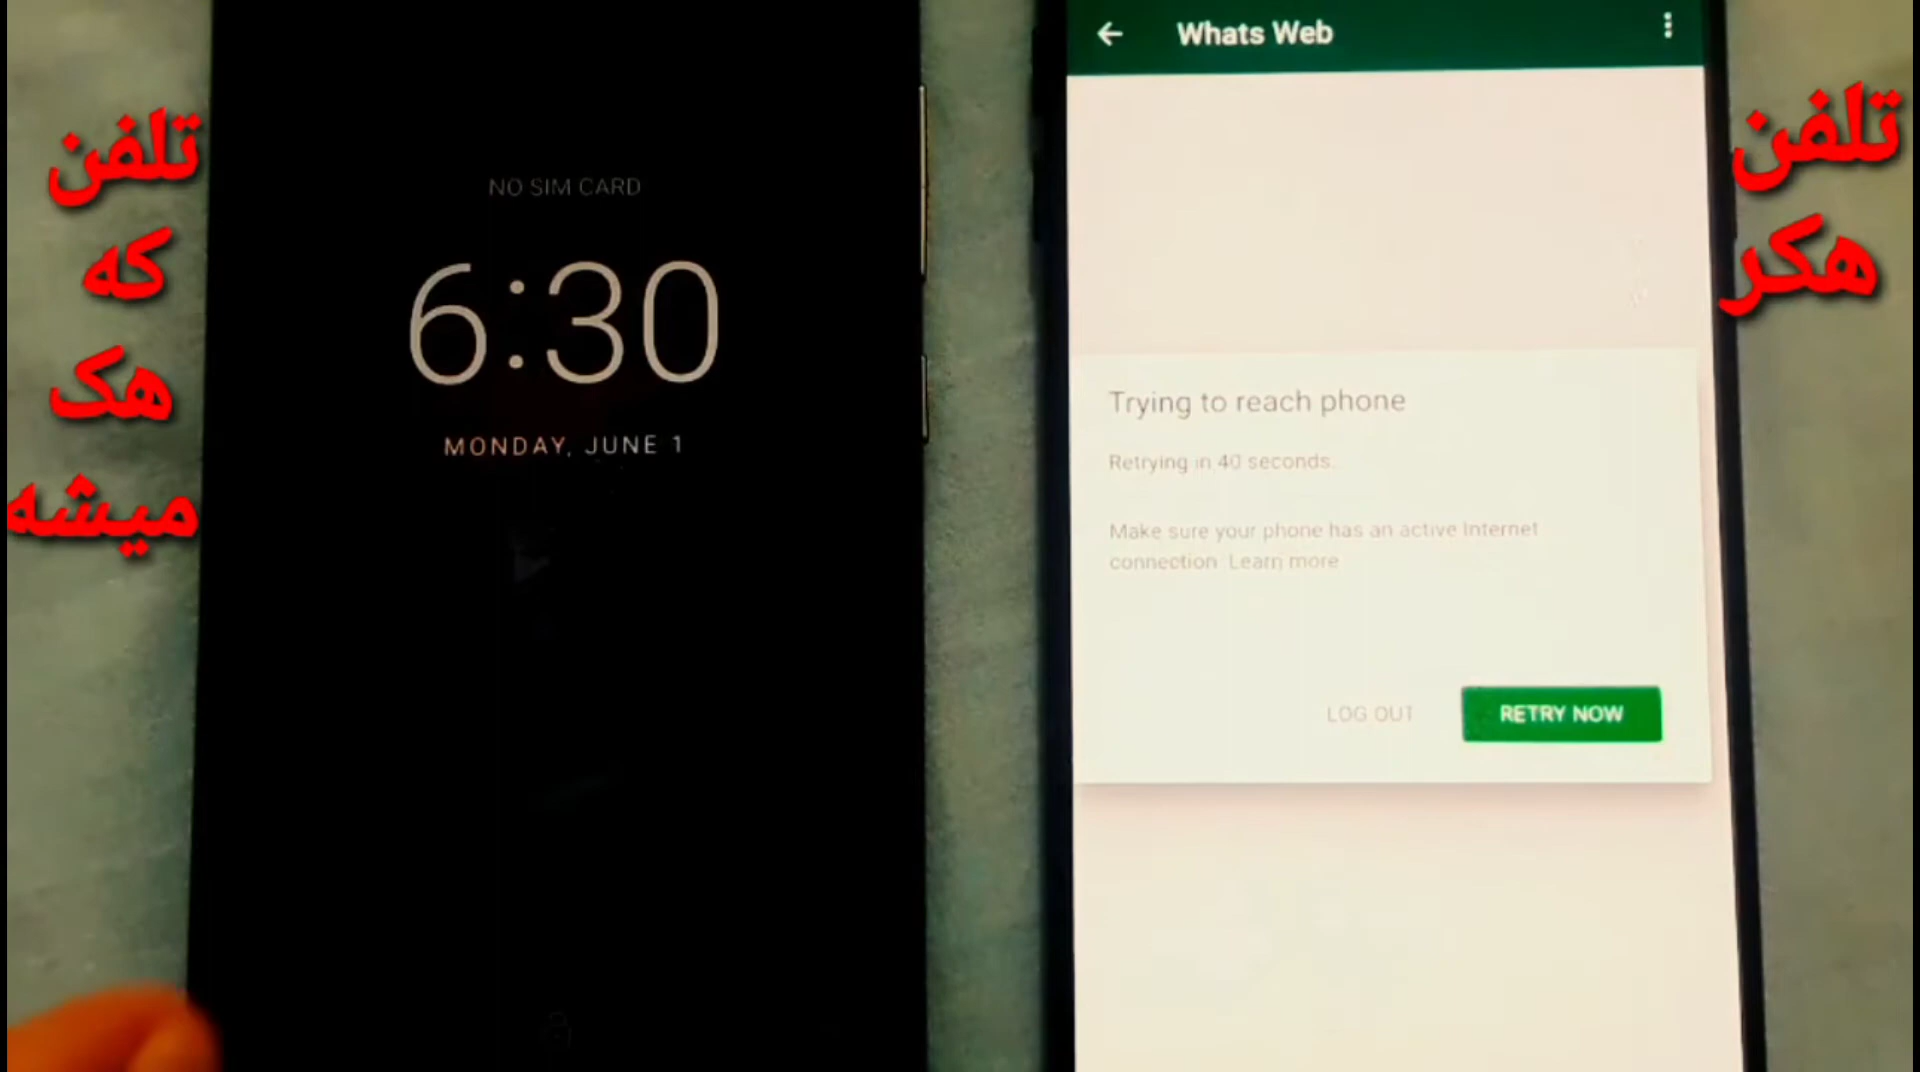 تلفن
که
هک
میشه
NO SIM CARD
6:30
MONDAY, JUNE 1
Whats Web
Trying to reach phone
Retrying in 40 seconds.
Make sure your phone has an active Internet
connection Learn more
LOG OUT
RETRY NOW
تلفن
هکر